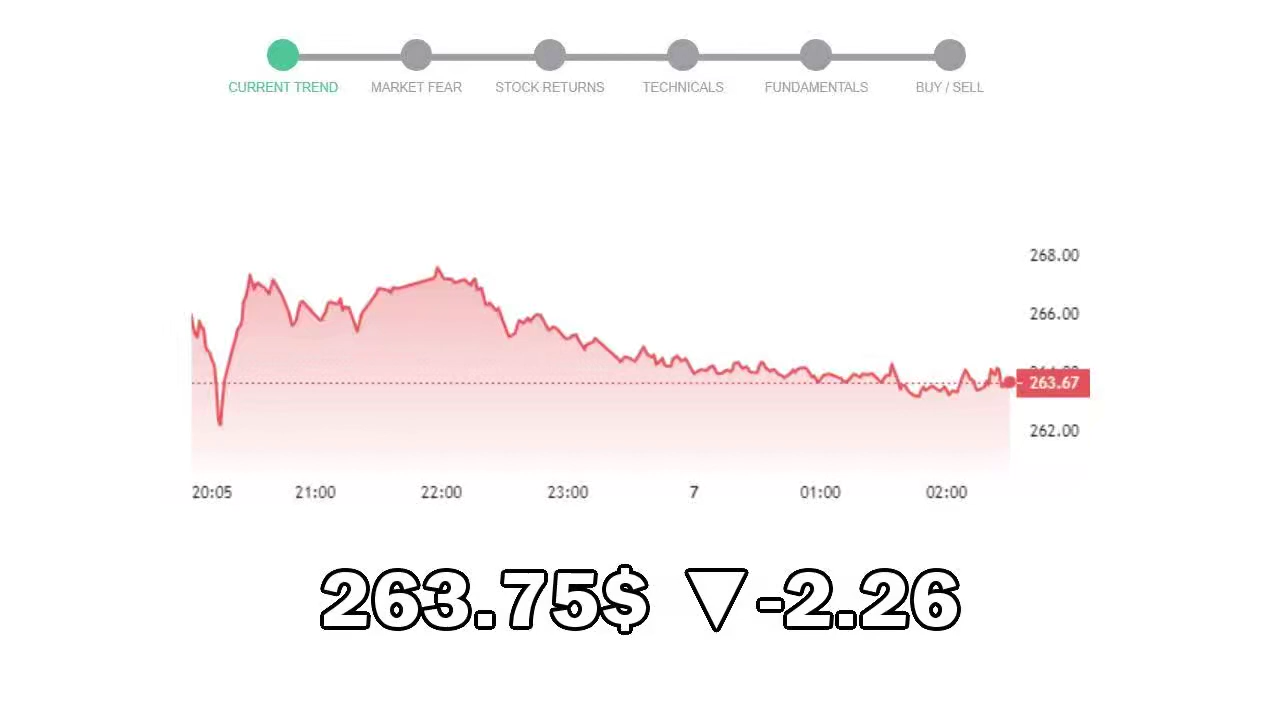 CURRENT TREND MARKET FEAR STOCK RETURNS TECHNICALS FUNDAMENTALS BUY / SELL
268.00
266.00
263.67
262.00
20:05 21:00 22:00 23:00 7 01:00 02:00
263.75$ ▼-2.26